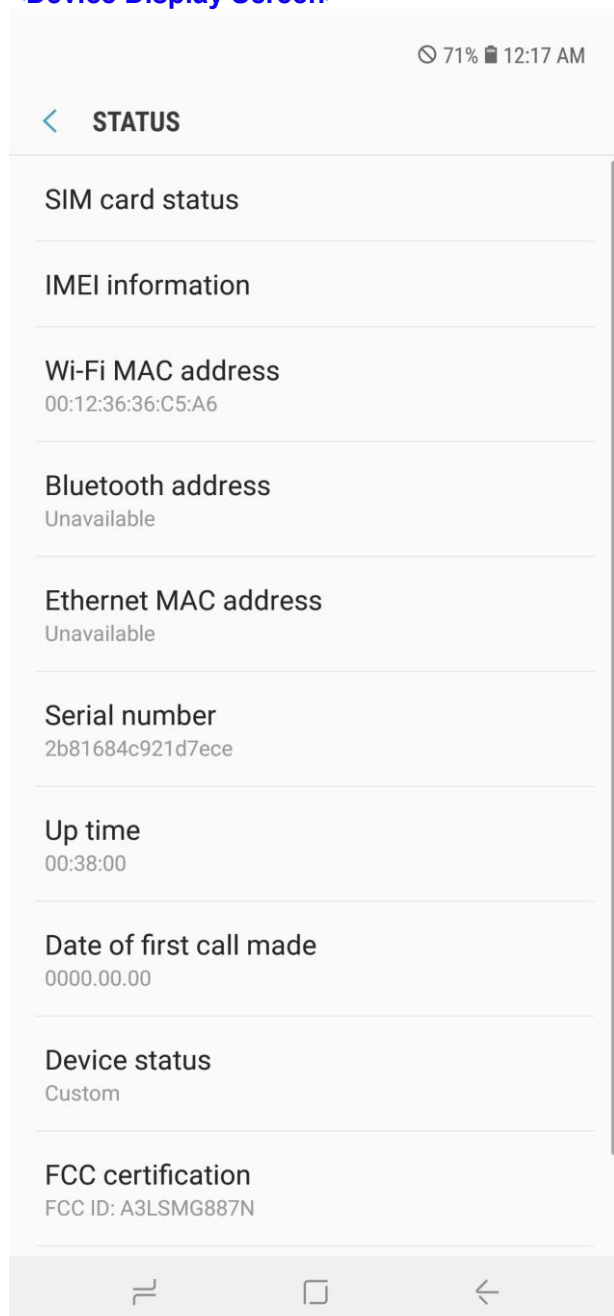 Device Display Screen
71% 12:17 AM
STATUS
SIM card status
IMEI information
Wi-Fi MAC address
00:12:36:36:C5:A6
Bluetooth address
Unavailable
Ethernet MAC address
Unavailable
Serial number
2b81684c921d7ece
Up time
00:38:00
Date of first call made
0000.00.00
Device status
Custom
FCC certification
FCC ID: A3LSMG887N